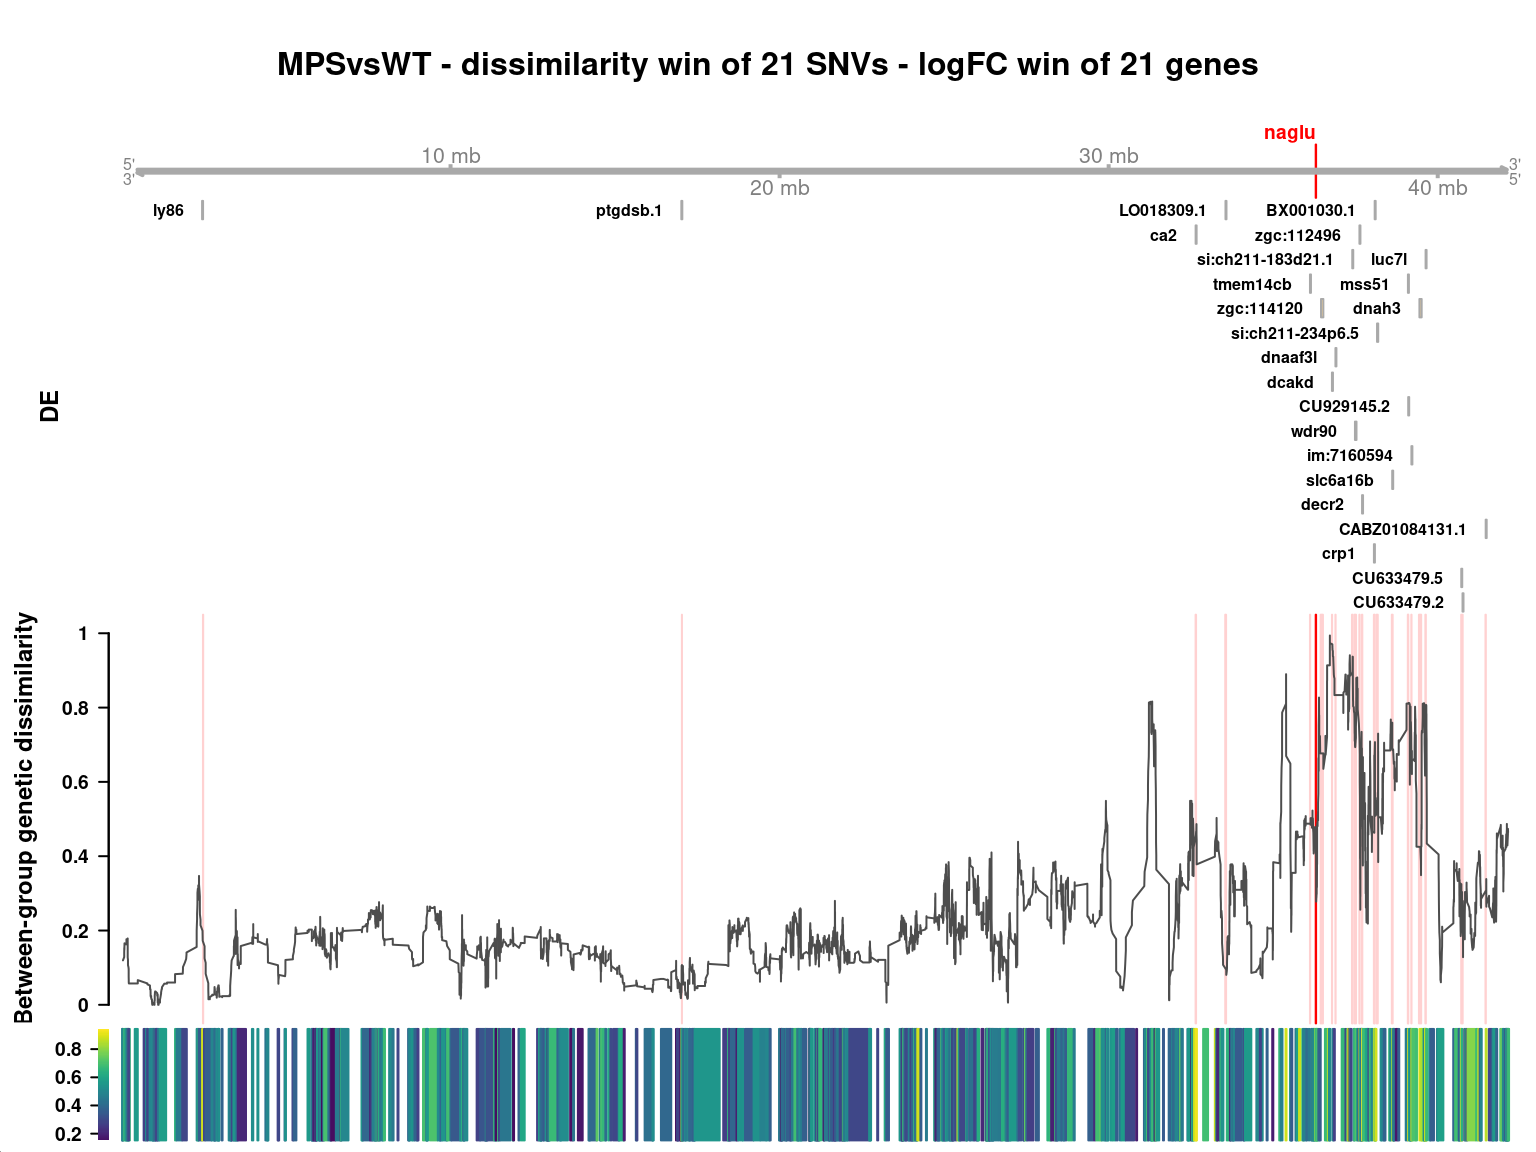 MPSvsWT - dissimilarity win of 21 SNVs - logFC win of 21 genes
naglu
5' 10 mb 30 mb 3'
3' 20 mb 40 mb 5'
ly86 ptgdsb.1 LO018309.1 BX001030.1
ca2 zgc:112496
si:ch211-183d21.1 luc7l
tmem14cb mss51
zgc:114120 dnah3
si:ch211-234p6.5
dnaaf3l
dcakd
CU929145.2
wdr90
im:7160594
slc6a16b
decr2
CABZ01084131.1
crp1
CU633479.5
CU633479.2
DE
Between-group genetic dissimilarity
1
0.8
0.6
0.4
0.2
0
0.8
0.6
0.4
0.2